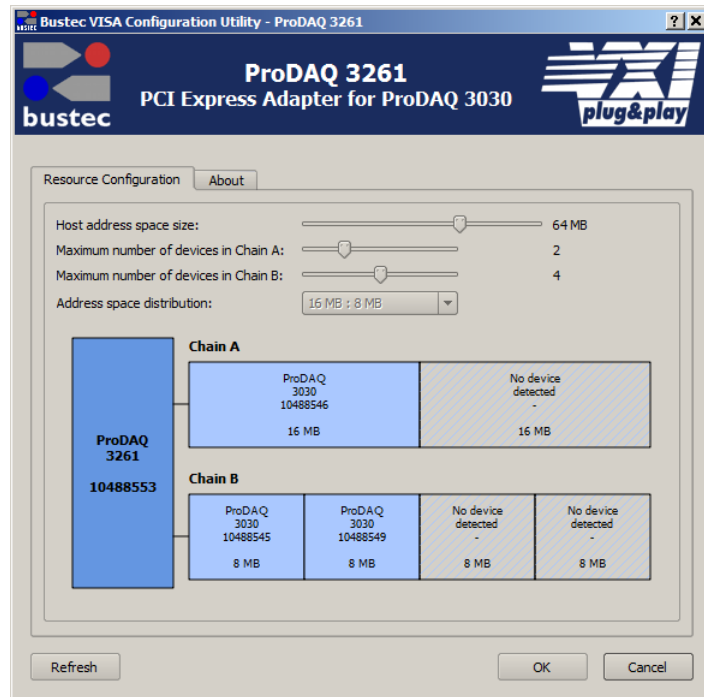 Bustec VISA Configuration Utility - ProDAQ 3261
bustec
ProDAQ 3261
PCI Express Adapter for ProDAQ 3030
VXI
plug&play
Resource Configuration
About
Host address space size:
64 MB
Maximum number of devices in Chain A:
2
Maximum number of devices in Chain B:
4
Address space distribution:
16 MB : 8 MB
ProDAQ
3261
10488553
Chain A
ProDAQ
3030
10488546
16 MB
No device
detected
-
16 MB
Chain B
ProDAQ
3030
10488545
8 MB
ProDAQ
3030
10488549
8 MB
No device
detected
-
8 MB
No device
detected
-
8 MB
Refresh
OK
Cancel